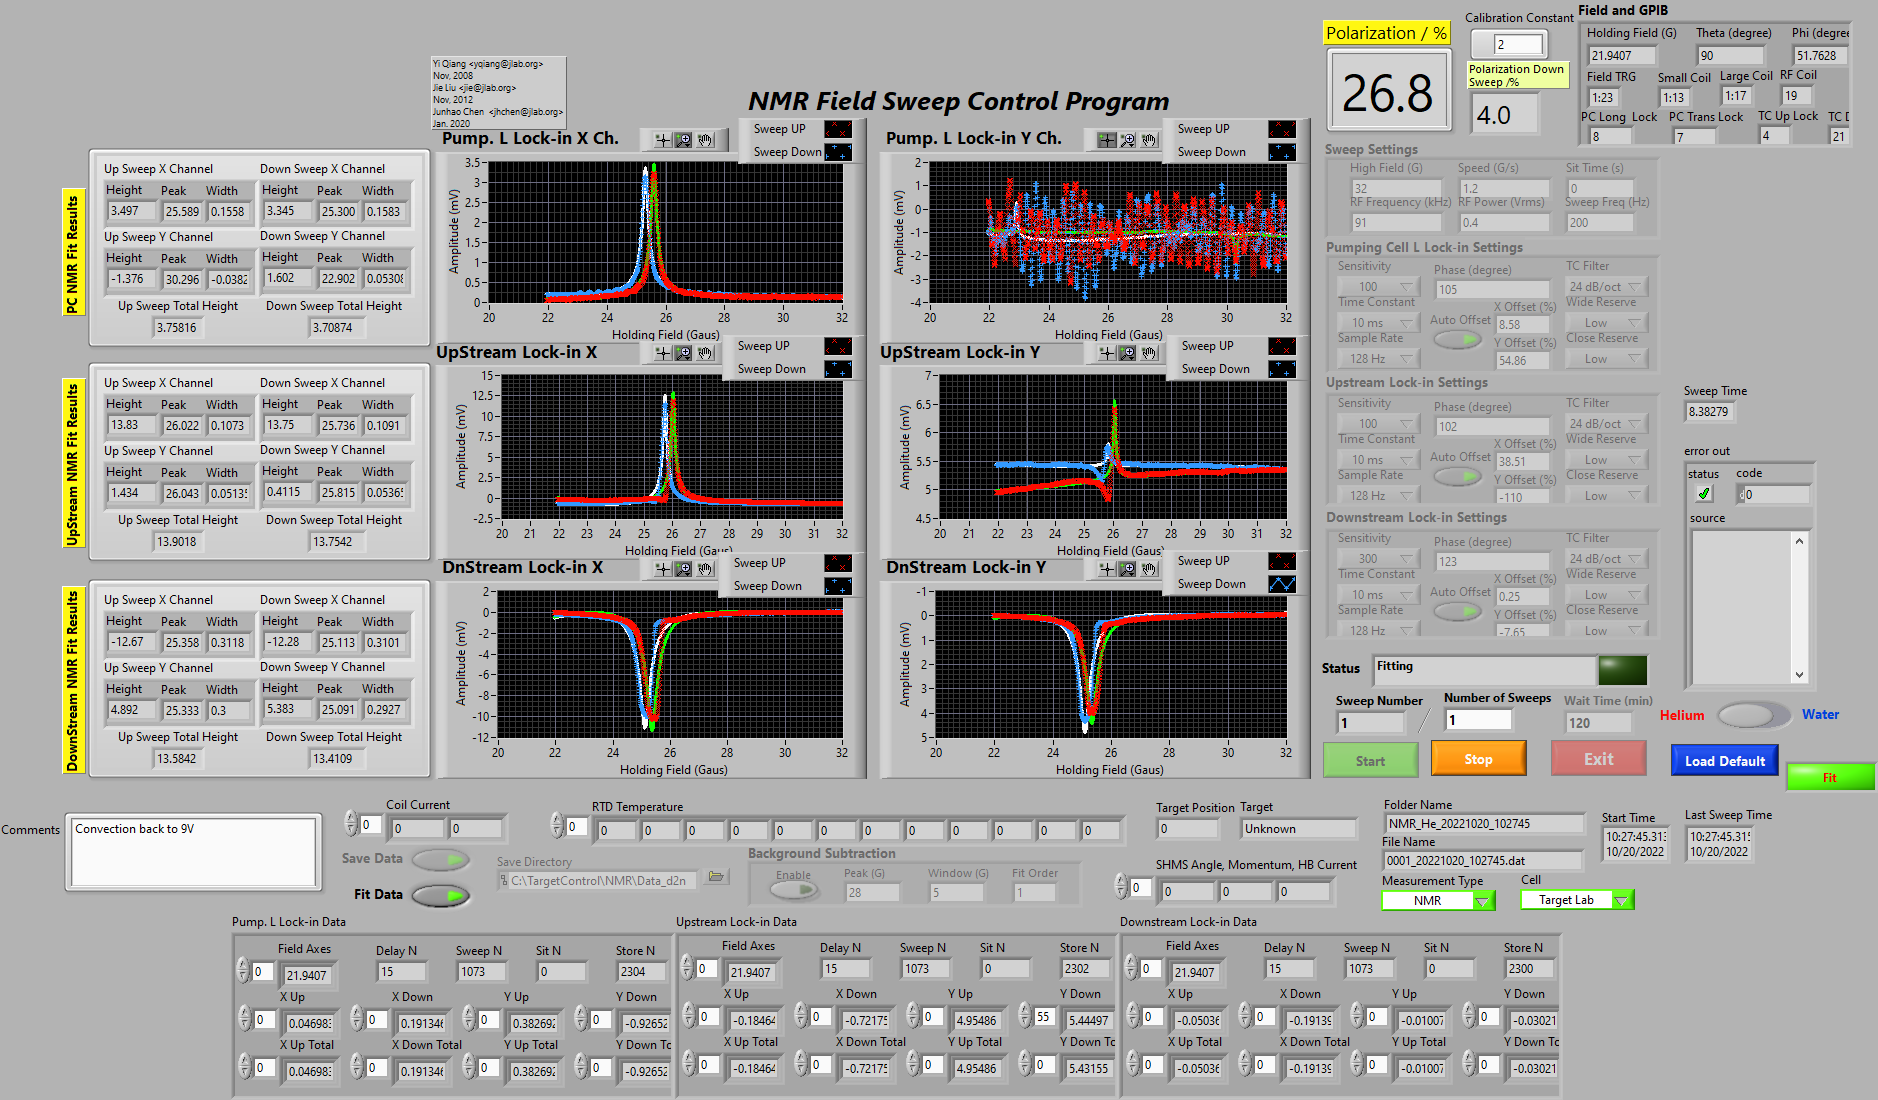 Yi Qiang <yqiang@jlab.org>
Nov, 2008
Jie Liu <jie@jlab.org>
Nov, 2012
Junhao Chen <jhchen@jlab.org>
Jan. 2020
NMR Field Sweep Control Program
Polarization / %
26.8
Calibration Constant
2
Polarization Down
Sweep /%
4.0
Field and GPIB
Holding Field (G) Theta (degree) Phi (degree
21.9407 90 51.7628
Field TRG Small Coil Large Coil RF Coil
1:23 1:13 1:17 19
PC Long Lock PC Trans Lock TC Up Lock TC D
8 7 4 21
PC NMR Fit Results
Up Sweep X Channel Down Sweep X Channel
Height Peak Width Height Peak Width
3.497 25.589 0.1558 3.345 25.300 0.1583
Up Sweep Y Channel Down Sweep Y Channel
Height Peak Width Height Peak Width
-1.376 30.296 -0.0382 1.602 22.902 0.05308
Up Sweep Total Height Down Sweep Total Height
3.75816 3.70874
UpStream NMR Fit Results
Up Sweep X Channel Down Sweep X Channel
Height Peak Width Height Peak Width
13.83 26.022 0.1073 13.75 25.736 0.1091
Up Sweep Y Channel Down Sweep Y Channel
Height Peak Width Height Peak Width
1.434 26.043 0.0513 0.4115 25.815 0.0536
Up Sweep Total Height Down Sweep Total Height
13.9018 13.7542
DownStream NMR Fit Results
Up Sweep X Channel Down Sweep X Channel
Height Peak Width Height Peak Width
-12.67 25.358 0.3118 -12.28 25.113 0.3101
Up Sweep Y Channel Down Sweep Y Channel
Height Peak Width Height Peak Width
4.892 25.333 0.3 5.383 25.091 0.2927
Up Sweep Total Height Down Sweep Total Height
13.5842 13.4109
Pump. L Lock-in X Ch.
Sweep UP
Sweep Down
Amplitude (mV)
3.5
3
2.5
2
1.5
1
0.5
0
20 22 24 26 28 30 32
Holding Field (Gaus)
Pump. L Lock-in Y Ch.
Sweep UP
Sweep Down
Amplitude (mV)
2
1
0
-1
-2
-3
-4
20 22 24 26 28 30 32
Holding Field (Gaus)
UpStream Lock-in X
Sweep UP
Sweep Down
Amplitude (mV)
15
12.5
10
7.5
5
2.5
0
-2.5
20 21 22 23 24 25 26 27 28 29 30 31 32
Holding Field (Gaus)
UpStream Lock-in Y
Sweep UP
Sweep Down
Amplitude (mV)
7
6.5
6
5.5
5
4.5
20 21 22 23 24 25 26 27 28 29 30 31 32
Holding Field (Gaus)
DnStream Lock-in X
Sweep UP
Sweep Down
Amplitude (mV)
2
0
-2
-4
-6
-8
-10
-12
20 22 24 26 28 30 32
Holding Field (Gaus)
DnStream Lock-in Y
Sweep UP
Sweep Down
Amplitude (mV)
-1
0
1
2
3
4
5
20 22 24 26 28 30 32
Holding Field (Gaus)
Sweep Settings
High Field (G) Speed (G/s) Sit Time (s)
32 1.2 0
RF Frequency (kHz) RF Power (Vrms) Sweep Freq (Hz)
91 0.4 200
Pumping Cell L Lock-in Settings
Sensitivity Phase (degree) TC Filter
100 105 24 dB/oct
Time Constant X Offset (%) Wide Reserve
10 ms Auto Offset 8.58 Low
Sample Rate Y Offset (%) Close Reserve
128 Hz 54.86 Low
Upstream Lock-in Settings
Sensitivity Phase (degree) TC Filter
100 102 24 dB/oct
Time Constant X Offset (%) Wide Reserve
10 ms Auto Offset 38.51 Low
Sample Rate Y Offset (%) Close Reserve
128 Hz -110 Low
Downstream Lock-in Settings
Sensitivity Phase (degree) TC Filter
300 123 24 dB/oct
Time Constant X Offset (%) Wide Reserve
10 ms Auto Offset 0.25 Low
Sample Rate Y Offset (%) Close Reserve
128 Hz -7.65 Low
Sweep Time
8.38279
error out
status code
0
source
Status Fitting
Sweep Number Number of Sweeps Wait Time (min)
1 / 1 120
Helium Water
Start Stop Exit Load Default
Fit
Comments
Convection back to 9V
Coil Current
0 0 0
Save Data
Fit Data
RTD Temperature
0 0 0 0 0 0 0 0 0 0 0 0 0
Save Directory
C:\TargetControl\NMR\Data_d2n
Background Subtraction
Enable Peak (G) Window (G) Fit Order
28 5 1
Target Position Target
0 Unknown
SHMS Angle, Momentum, HB Current
0 0 0 0
Folder Name
NMR_He_20221020_102745
File Name
0001_20221020_102745.dat
Measurement Type Cell
NMR Target Lab
Start Time Last Sweep Time
10:27:45.313 10:27:45.315
10/20/2022 10/20/2022
Pump. L Lock-in Data
Field Axes Delay N Sweep N Sit N Store N
0 21.9407 15 1073 0 2304
X Up X Down Y Up Y Down
0 0.046983 0 0.191346 0 0.382692 0 -0.92652
X Up Total X Down Total Y Up Total Y Down To
0 0.046983 0 0.191346 0 0.382692 0 -0.92652
Upstream Lock-in Data
Field Axes Delay N Sweep N Sit N Store N
0 21.9407 15 1073 0 2302
X Up X Down Y Up Y Down
0 -0.18464 0 -0.72175 0 4.95486 55 5.44497
X Up Total X Down Total Y Up Total Y Down To
0 -0.18464 0 -0.72175 0 4.95486 0 5.43155
Downstream Lock-in Data
Field Axes Delay N Sweep N Sit N Store N
0 21.9407 15 1073 0 2300
X Up X Down Y Up Y Down
0 -0.05036 0 -0.19139 0 -0.01007 0 -0.03021
X Up Total X Down Total Y Up Total Y Down To
0 -0.05036 0 -0.19139 0 -0.01007 0 -0.03021